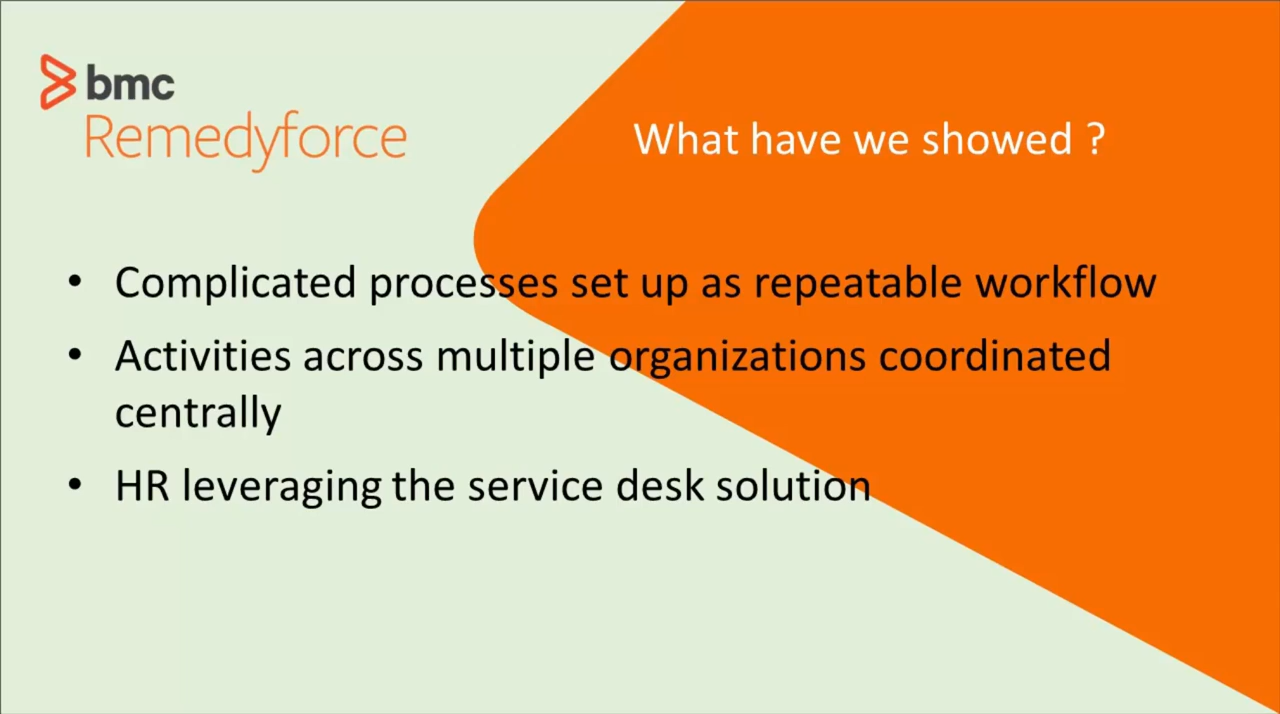 bmc
Remedyforce
What have we showed ?
• Complicated processes set up as repeatable workflow
• Activities across multiple organizations coordinated
centrally
• HR leveraging the service desk solution